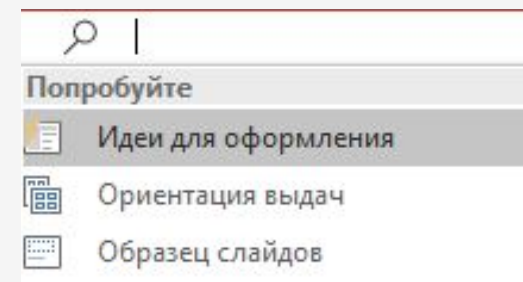 Попробуйте
Идеи для оформления
Ориентация выдач
Образец слайдов